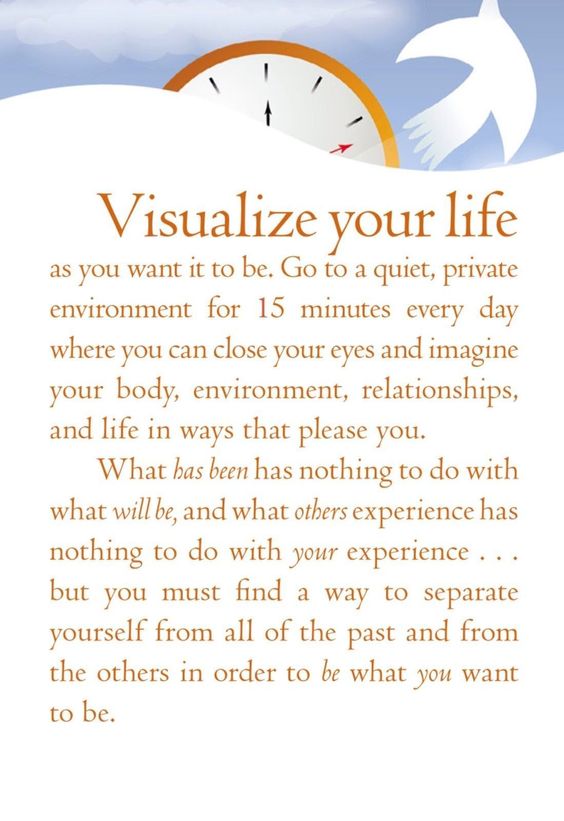 Visualize your life
as you want it to be. Go to a quiet, private
environment for 15 minutes every day
where you can close your eyes and imagine
your body, environment, relationships,
and life in ways that please you.
What has been has nothing to do with
what will be, and what others experience has
nothing to do with your experience . . .
but you must find a way to separate
yourself from all of the past and from
the others in order to be what you want
to be.